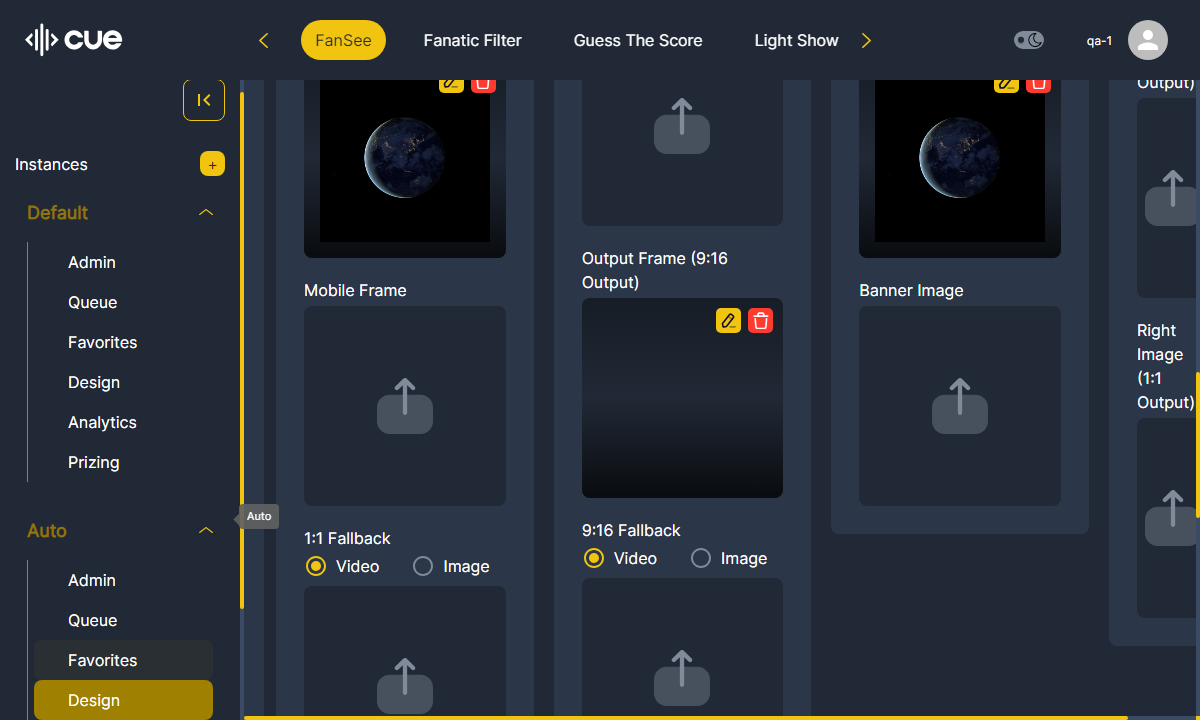 cue
FanSee
Fanatic Filter
Guess The Score
Light Show
qa-1
Instances
+
Default
Admin
Queue
Favorites
Design
Analytics
Prizing
Auto
Admin
Queue
Favorites
Design
Auto
Mobile Frame
1:1 Fallback
Video
Image
Output Frame (9:16
Output)
9:16 Fallback
Video
Image
Banner Image
Output)
Right
Image
(1:1
Output)